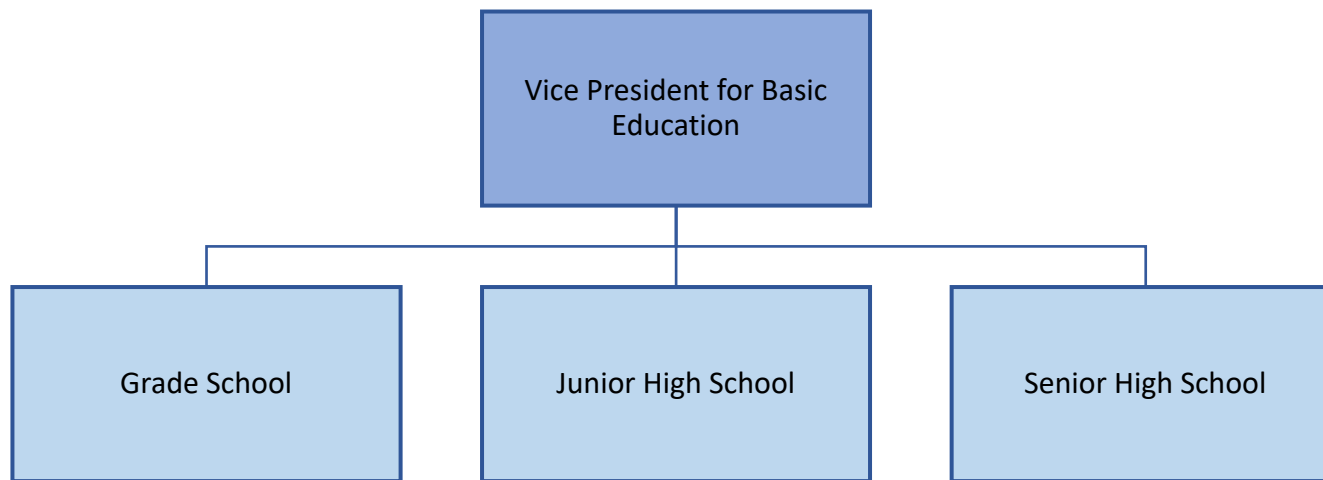 Vice President for Basic
Education
Grade School
Junior High School
Senior High School